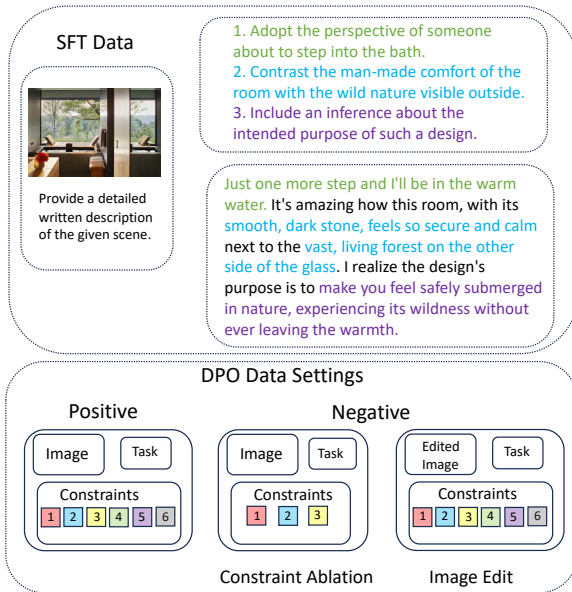 SFT Data
Provide a detailed
written description
of the given scene.
1. Adopt the perspective of someone
about to step into the bath.
2. Contrast the man-made comfort of the
room with the wild nature visible outside.
3. Include an inference about the
intended purpose of such a design.
Just one more step and I'll be in the warm
water. It's amazing how this room, with its
smooth, dark stone, feels so secure and calm
next to the vast, living forest on the other
side of the glass. I realize the design's
purpose is to make you feel safely submerged
in nature, experiencing its wildness without
ever leaving the warmth.
DPO Data Settings
Positive
Negative
Image
Task
Constraints
1 2 3 4 5 6
Image
Task
Constraints
1 2 3
Constraint Ablation
Edited
Image
Task
Constraints
1 2 3 4 5 6
Image Edit